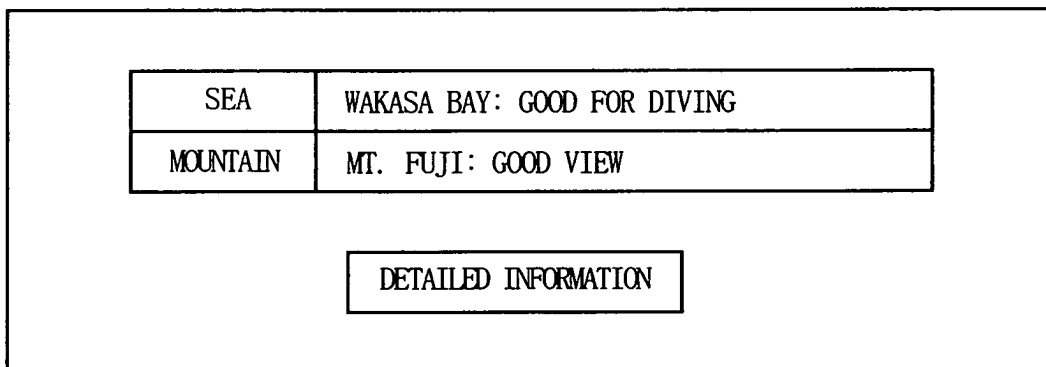 SEA WAKASA BAY: GOOD FOR DIVING
MOUNTAIN MT. FUJI: GOOD VIEW
DETAILED INFORMATION